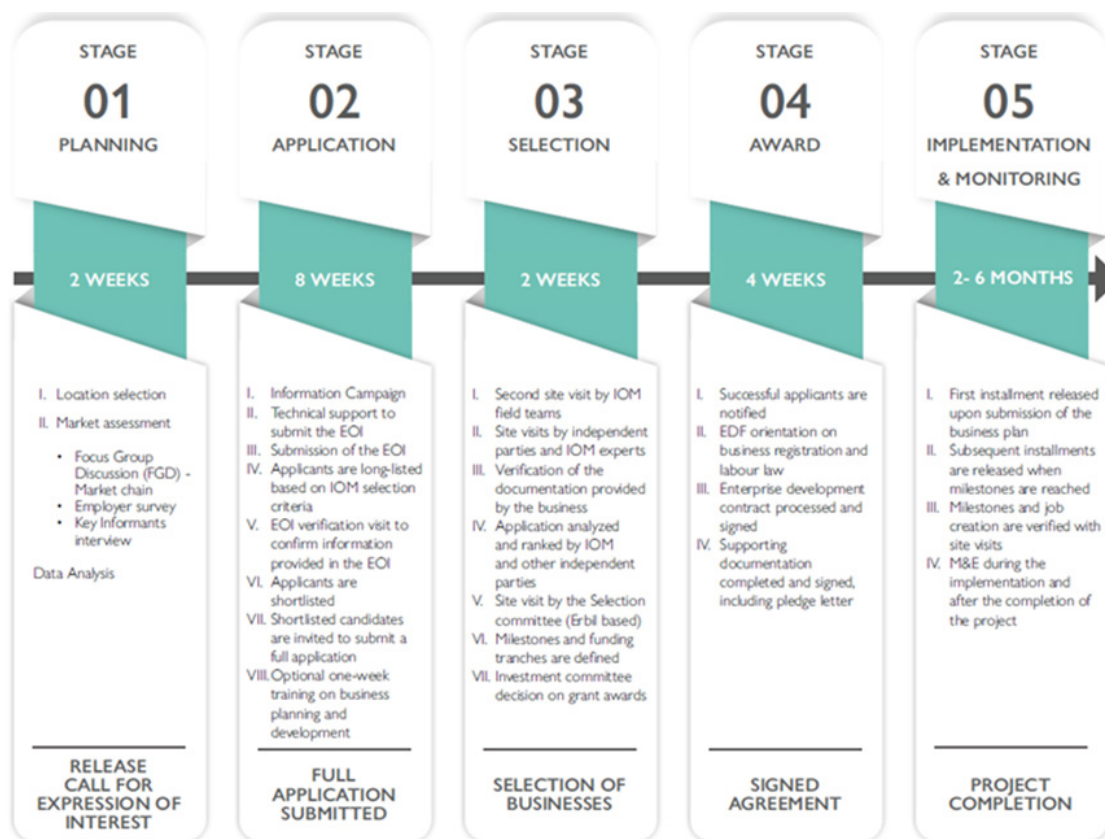 STAGE
01
PLANNING
2 WEEKS
I. Location selection
II. Market assessment
• Focus Group
Discussion (FGD) -
Market chain
• Employer survey
• Key Informants
interview
Data Analysis
RELEASE
CALL FOR
EXPRESSION OF
INTEREST
STAGE
02
APPLICATION
8 WEEKS
I. Information Campaign
II. Technical support to
submit the EOI
III. Submission of the EOI
IV. Applicants are long-listed
based on IOM selection
criteria
V. EOI verification visit to
confirm information
provided in the EOI
VI. Applicants are
shortlisted
VII. Shortlisted candidates
are invited to submit a
full application
VIII. Optional one-week
training on business
planning and
development
FULL
APPLICATION
SUBMITTED
STAGE
03
SELECTION
2 WEEKS
I. Second site visit by IOM
field teams
II. Site visits by independent
parties and IOM experts
III. Verification of the
documentation provided
by the business
IV. Application analyzed
and ranked by IOM
and other independent
parties
V. Site visit by the Selection
committee (Erbil based)
VI. Milestones and funding
tranches are defined
VII. Investment committee
decision on grant awards
SELECTION OF
BUSINESSES
STAGE
04
AWARD
4 WEEKS
I. Successful applicants are
notified
II. EDF orientation on
business registration and
labour law
III. Enterprise development
contract processed and
signed
IV. Supporting
documentation
completed and signed,
including pledge letter
SIGNED
AGREEMENT
STAGE
05
IMPLEMENTATION
& MONITORING
2- 6 MONTHS
I. First installment released
upon submission of the
business plan
II. Subsequent installments
are released when
milestones are reached
III. Milestones and job
creation are verified with
site visits
IV. M&E during the
implementation and
after the completion of
the project
PROJECT
COMPLETION